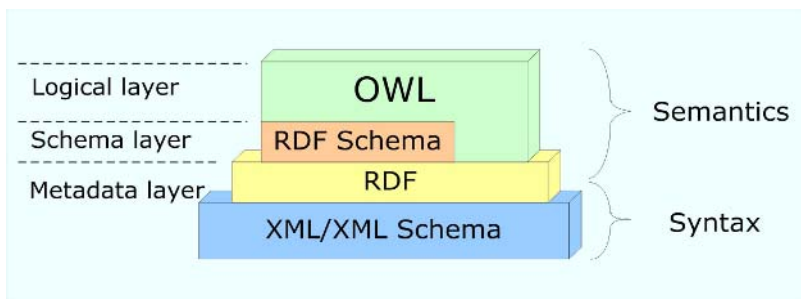 Logical layer
OWL
Semantics
Schema layer
RDF Schema
Metadata layer
RDF
XML/XML Schema
Syntax